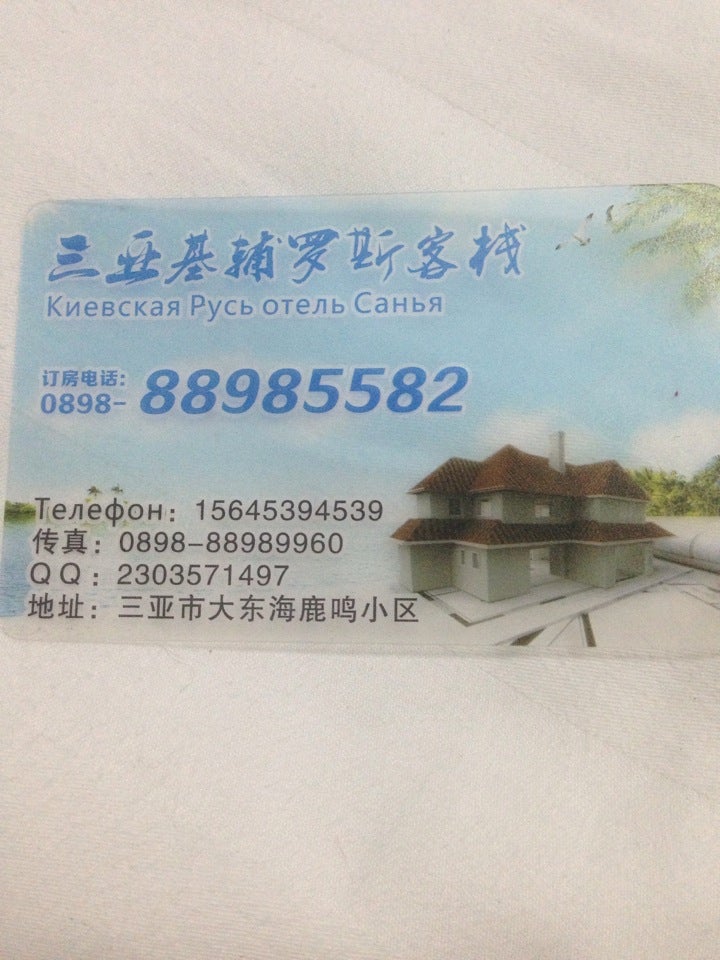 三亚基辅罗斯客栈
Киевская Русь отель Санья
订房电话:
0898-88985582
Телефон: 15645394539
传真: 0898-88989960
QQ: 2303571497
地址: 三亚市大东海鹿鸣小区